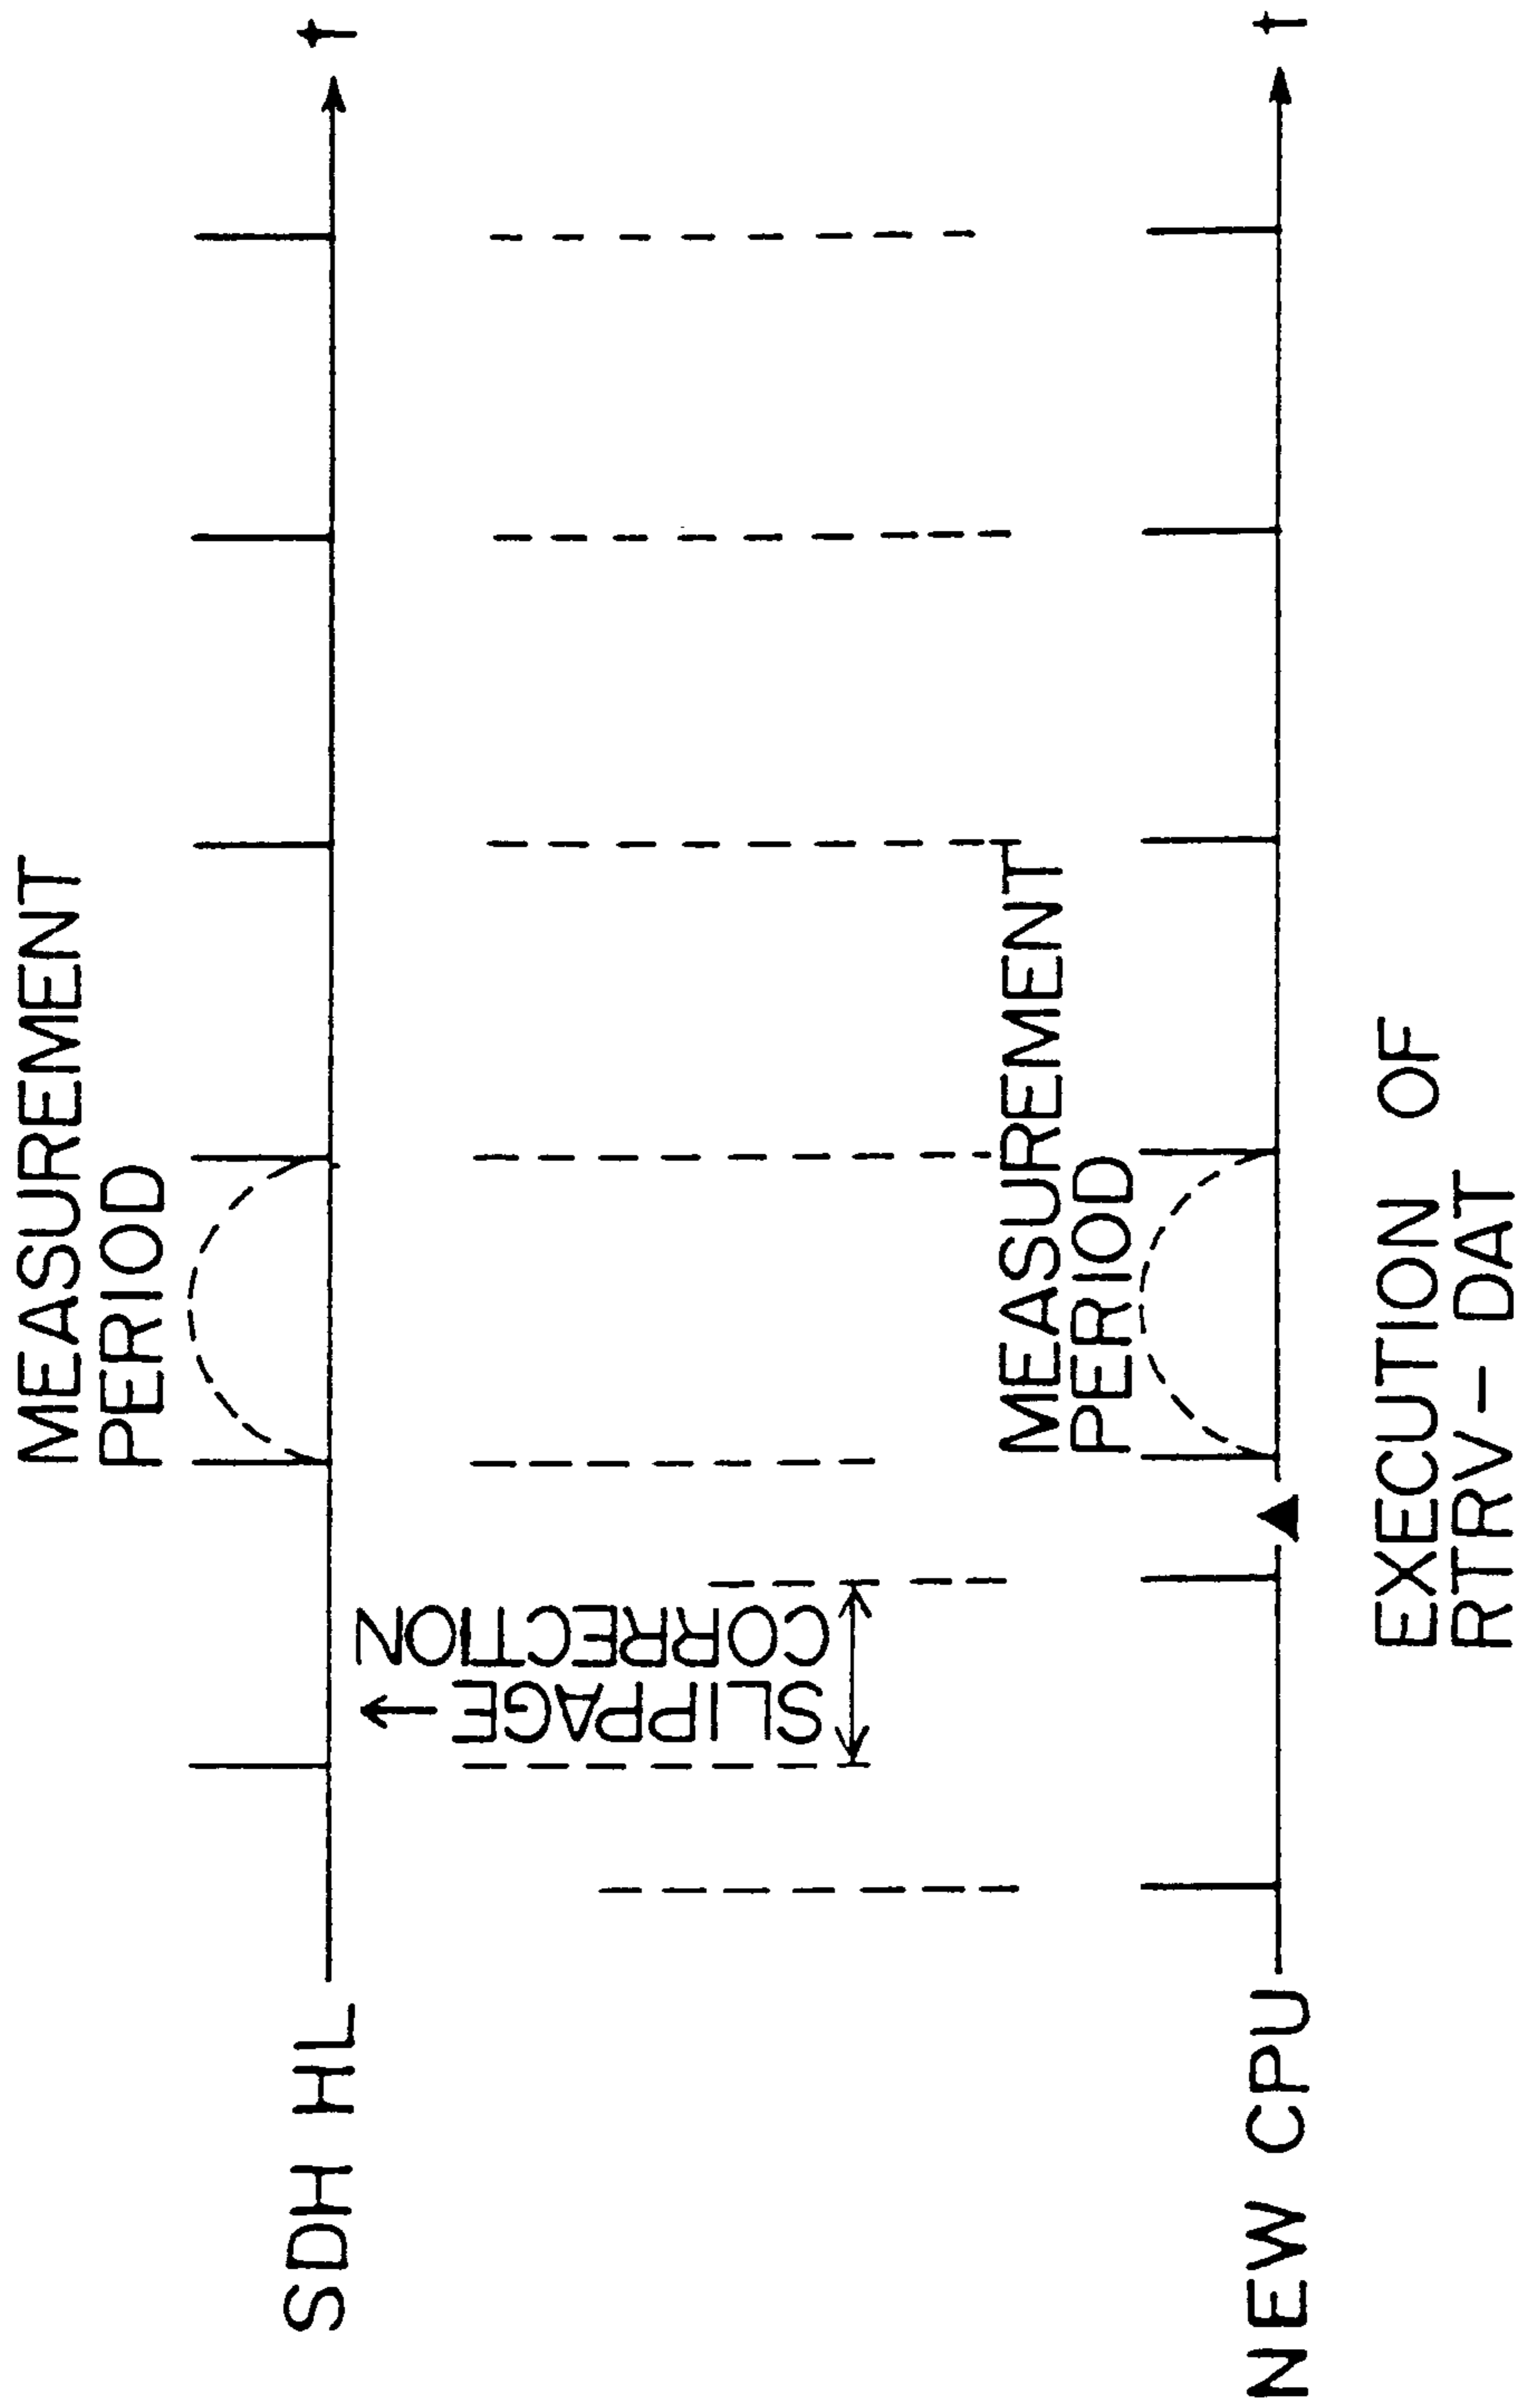 MEASUREMENT
PERIOD
SDH HL
t
SLIPPAGE
CORRECTION
MEASUREMENT
PERIOD
NEW CPU
t
EXECUTION OF
RTRV-DAT